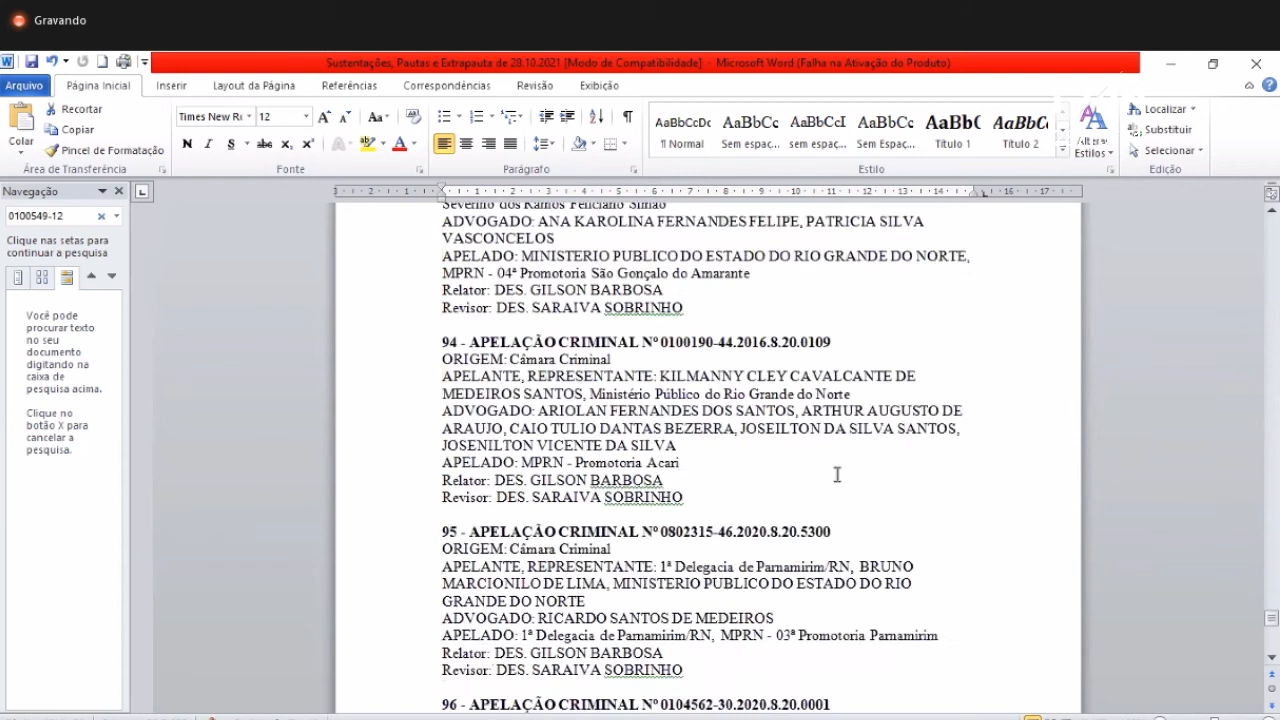 Gravando
Sustentações, Pautas e Extrapauta de 28.10.2021 [Modo de Compatibilidade] - Microsoft Word (Falha na Ativação do Produto)
Arquivo Página Inicial Inserir Layout da Página Referências Correspondências Revisão Exibição
Colar
Recortar
Copiar
Pincel de Formatação
Área de Transferência
Times New Ro 12
Fonte
Parágrafo
AaBbCcDc AaBbCc AaBbCcI AaBbCc AaBb( AaBbCc
¶ Normal Sem espaç... sem espaç... Sem Espaç... Título 1 Título 2
Alterar
Estilos
Estilo
Localizar
Substituir
Selecionar
Edição
Navegação
0100549-12
Clique nas setas para
continuar a pesquisa
Você pode
procurar texto
no seu
documento
digitando na
caixa de
pesquisa acima.
Clique no
botão X para
cancelar a
pesquisa.
Severino dos Ramos Feliciano Simão
ADVOGADO: ANA KAROLINA FERNANDES FELIPE, PATRICIA SILVA
VASCONCELOS
APELADO: MINISTERIO PUBLICO DO ESTADO DO RIO GRANDE DO NORTE,
MPRN - 04ª Promotoria São Gonçalo do Amarante
Relator: DES. GILSON BARBOSA
Revisor: DES. SARAIVA SOBRINHO
94 - APELAÇÃO CRIMINAL Nº 0100190-44.2016.8.20.0109
ORIGEM: Câmara Criminal
APELANTE, REPRESENTANTE: KILMANNY CLEY CAVALCANTE DE
MEDEIROS SANTOS, Ministério Público do Rio Grande do Norte
ADVOGADO: ARIOLAN FERNANDES DOS SANTOS, ARTHUR AUGUSTO DE
ARAUJO, CAIO TULIO DANTAS BEZERRA, JOSEILTON DA SILVA SANTOS,
JOSENILTON VICENTE DA SILVA
APELADO: MPRN - Promotoria Acari
Relator: DES. GILSON BARBOSA
Revisor: DES. SARAIVA SOBRINHO
95 - APELAÇÃO CRIMINAL Nº 0802315-46.2020.8.20.5300
ORIGEM: Câmara Criminal
APELANTE, REPRESENTANTE: 1ª Delegacia de Parnamirim/RN, BRUNO
MARCIONILO DE LIMA, MINISTERIO PUBLICO DO ESTADO DO RIO
GRANDE DO NORTE
ADVOGADO: RICARDO SANTOS DE MEDEIROS
APELADO: 1ª Delegacia de Parnamirim/RN, MPRN - 03ª Promotoria Parnamirim
Relator: DES. GILSON BARBOSA
Revisor: DES. SARAIVA SOBRINHO
96 - APELAÇÃO CRIMINAL Nº 0104562-30.2020.8.20.0001